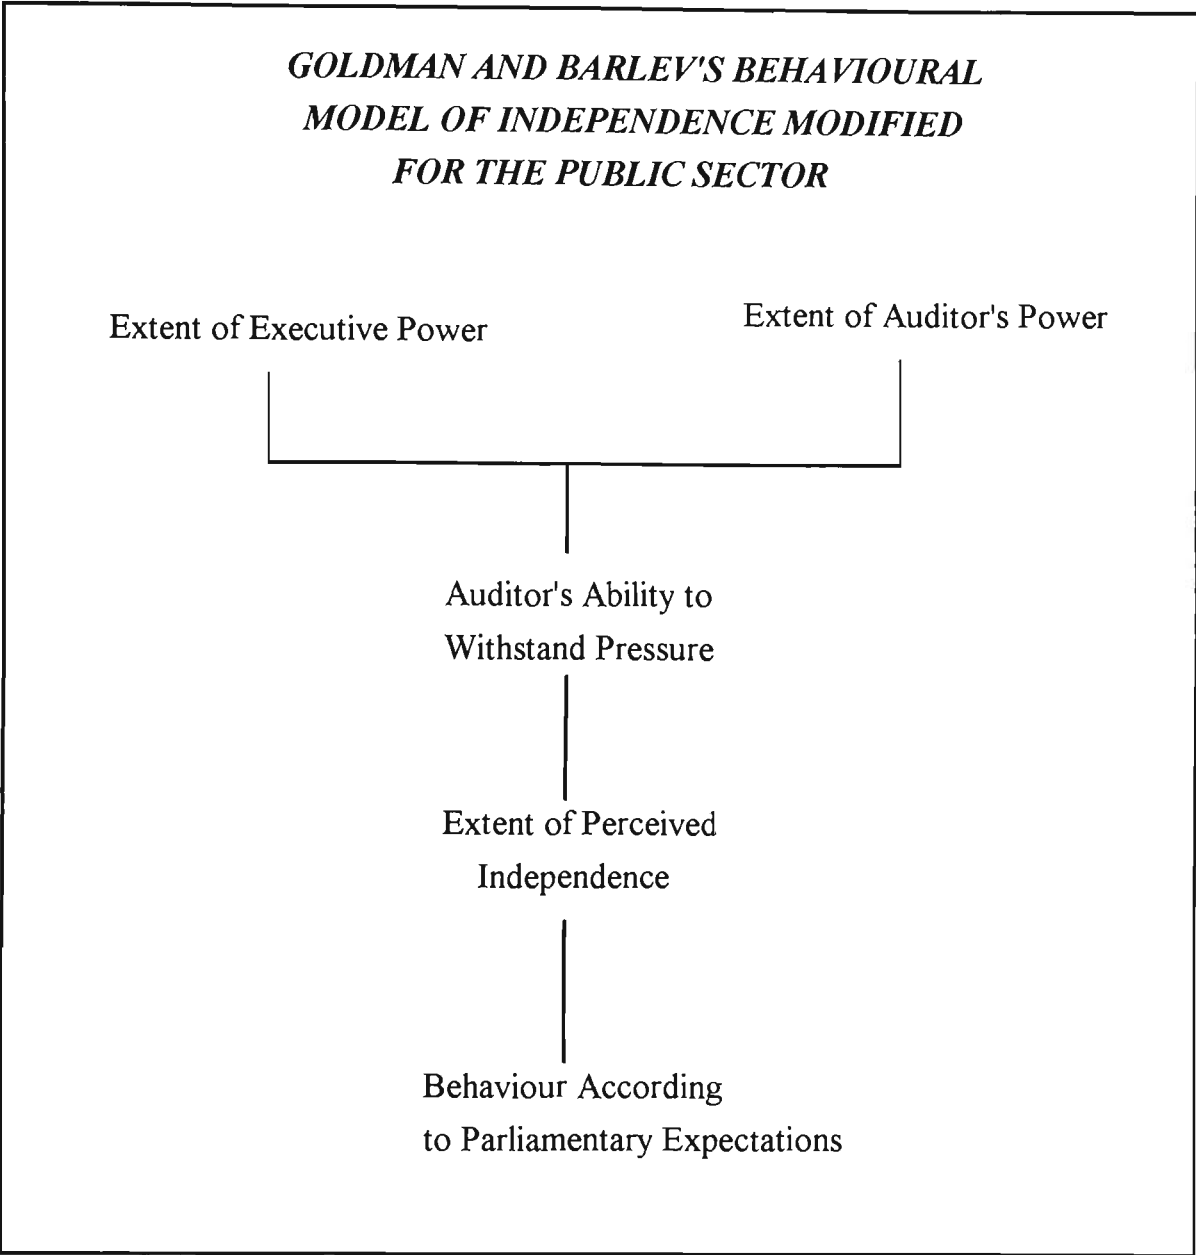 GOLDMAN AND BARLEV'S BEHAVIOURAL
MODEL OF INDEPENDENCE MODIFIED
FOR THE PUBLIC SECTOR
Extent of Executive Power
Extent of Auditor's Power
Auditor's Ability to
Withstand Pressure
Extent of Perceived
Independence
Behaviour According
to Parliamentary Expectations